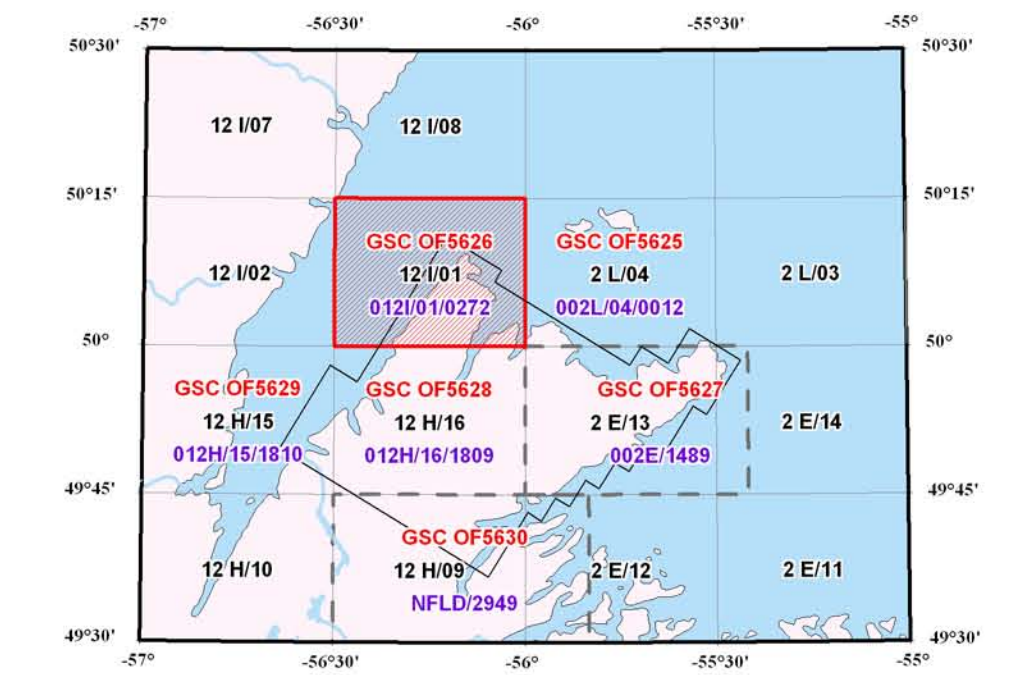 -57° -56°30' -56° -55°30' -55°
50°30' 50°30'
12 I/07 12 I/08
50°15' 50°15'
GSC OF5626 GSC OF5625
12 I/02 12 I/01 2 L/04 2 L/03
012I/01/0272 002L/04/0012
50° 50°
GSC OF5629 GSC OF5628 GSC OF5627
12 H/15 12 H/16 2 E/13 2 E/14
012H/15/1810 012H/16/1809 002E/1489
49°45' 49°45'
GSC OF5630
12 H/10 12 H/09 2 E/12 2 E/11
NFLD/2949
49°30' 49°30'
-57° -56°30' -56° -55°30' -55°